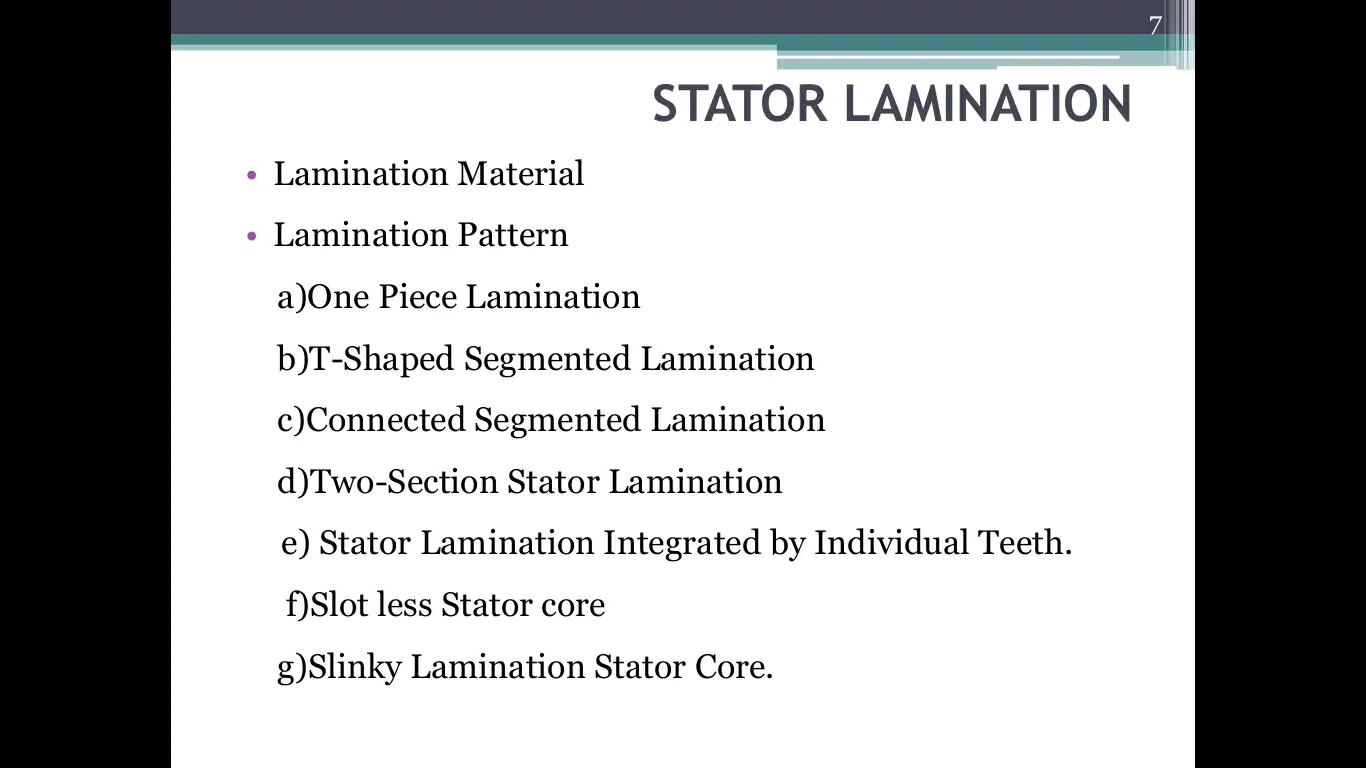 7
STATOR LAMINATION
• Lamination Material
• Lamination Pattern
a)One Piece Lamination
b)T-Shaped Segmented Lamination
c)Connected Segmented Lamination
d)Two-Section Stator Lamination
e) Stator Lamination Integrated by Individual Teeth.
f)Slot less Stator core
g)Slinky Lamination Stator Core.